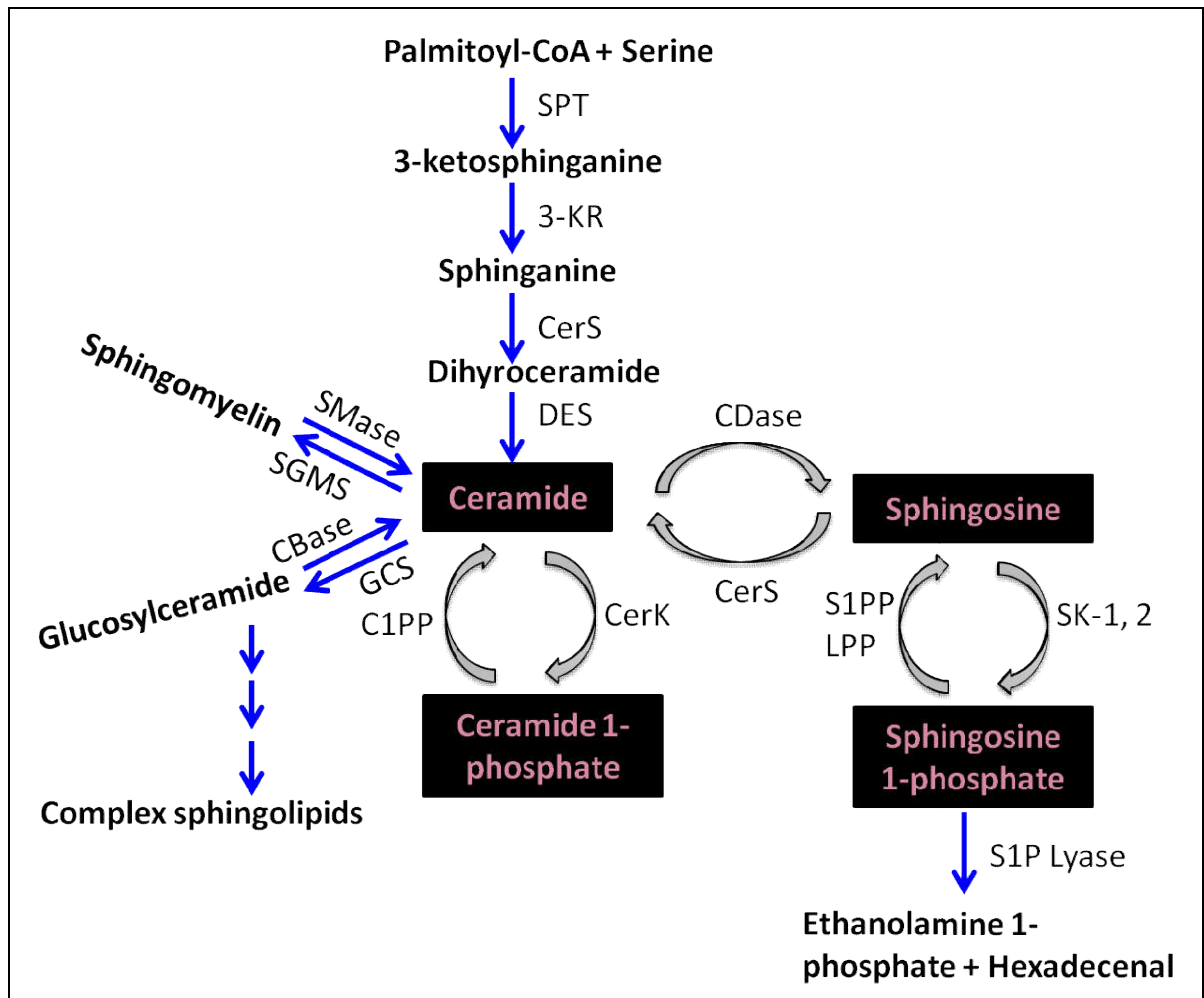 Palmitoyl-CoA + Serine
SPT
3-ketosphinganine
3-KR
Sphinganine
CerS
Dihyroceramide
DES
Sphingomyelin
SMase
SGMS
CDase
Ceramide
Sphingosine
CBase
GCS
Glucosylceramide
CerS
C1PP
CerK
S1PP
LPP
SK-1, 2
Ceramide 1-
phosphate
Sphingosine
1-phosphate
Complex sphingolipids
S1P Lyase
Ethanolamine 1-
phosphate + Hexadecenal